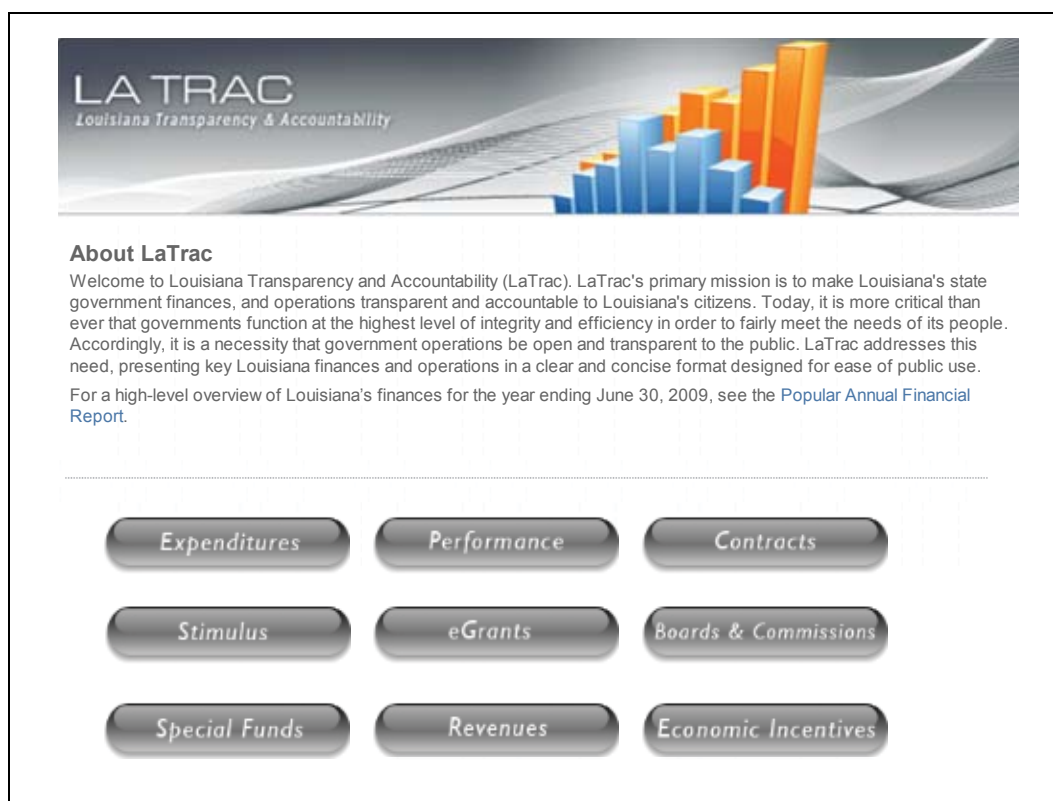 LA TRAC
Louisiana Transparency & Accountability
About LaTrac
Welcome to Louisiana Transparency and Accountability (LaTrac). LaTrac's primary mission is to make Louisiana's state
government finances, and operations transparent and accountable to Louisiana's citizens. Today, it is more critical than
ever that governments function at the highest level of integrity and efficiency in order to fairly meet the needs of its people.
Accordingly, it is a necessity that government operations be open and transparent to the public. LaTrac addresses this
need, presenting key Louisiana finances and operations in a clear and concise format designed for ease of public use.
For a high-level overview of Louisiana's finances for the year ending June 30, 2009, see the Popular Annual Financial
Report.
Expenditures Performance Contracts
Stimulus eGrants Boards & Commissions
Special Funds Revenues Economic Incentives